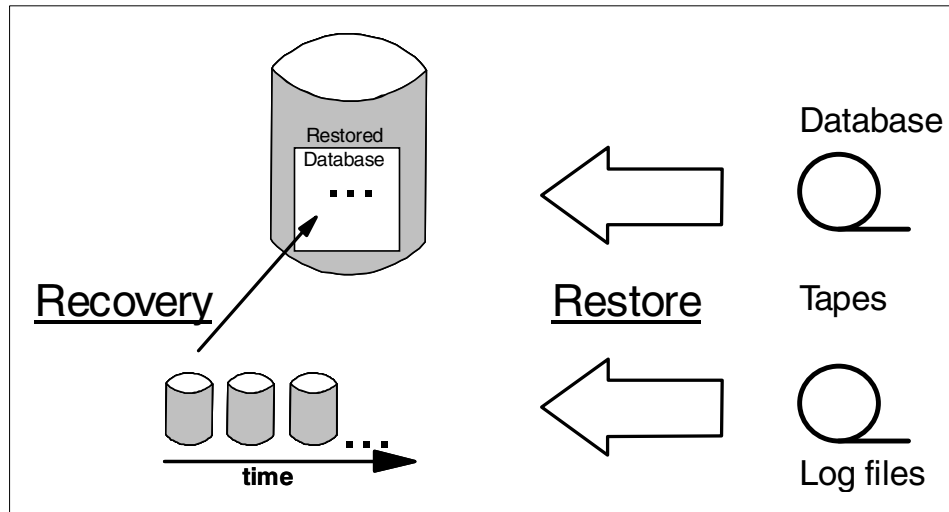 Restored
Database
...
Recovery
...
time
Restore
Database
Tapes
Log files